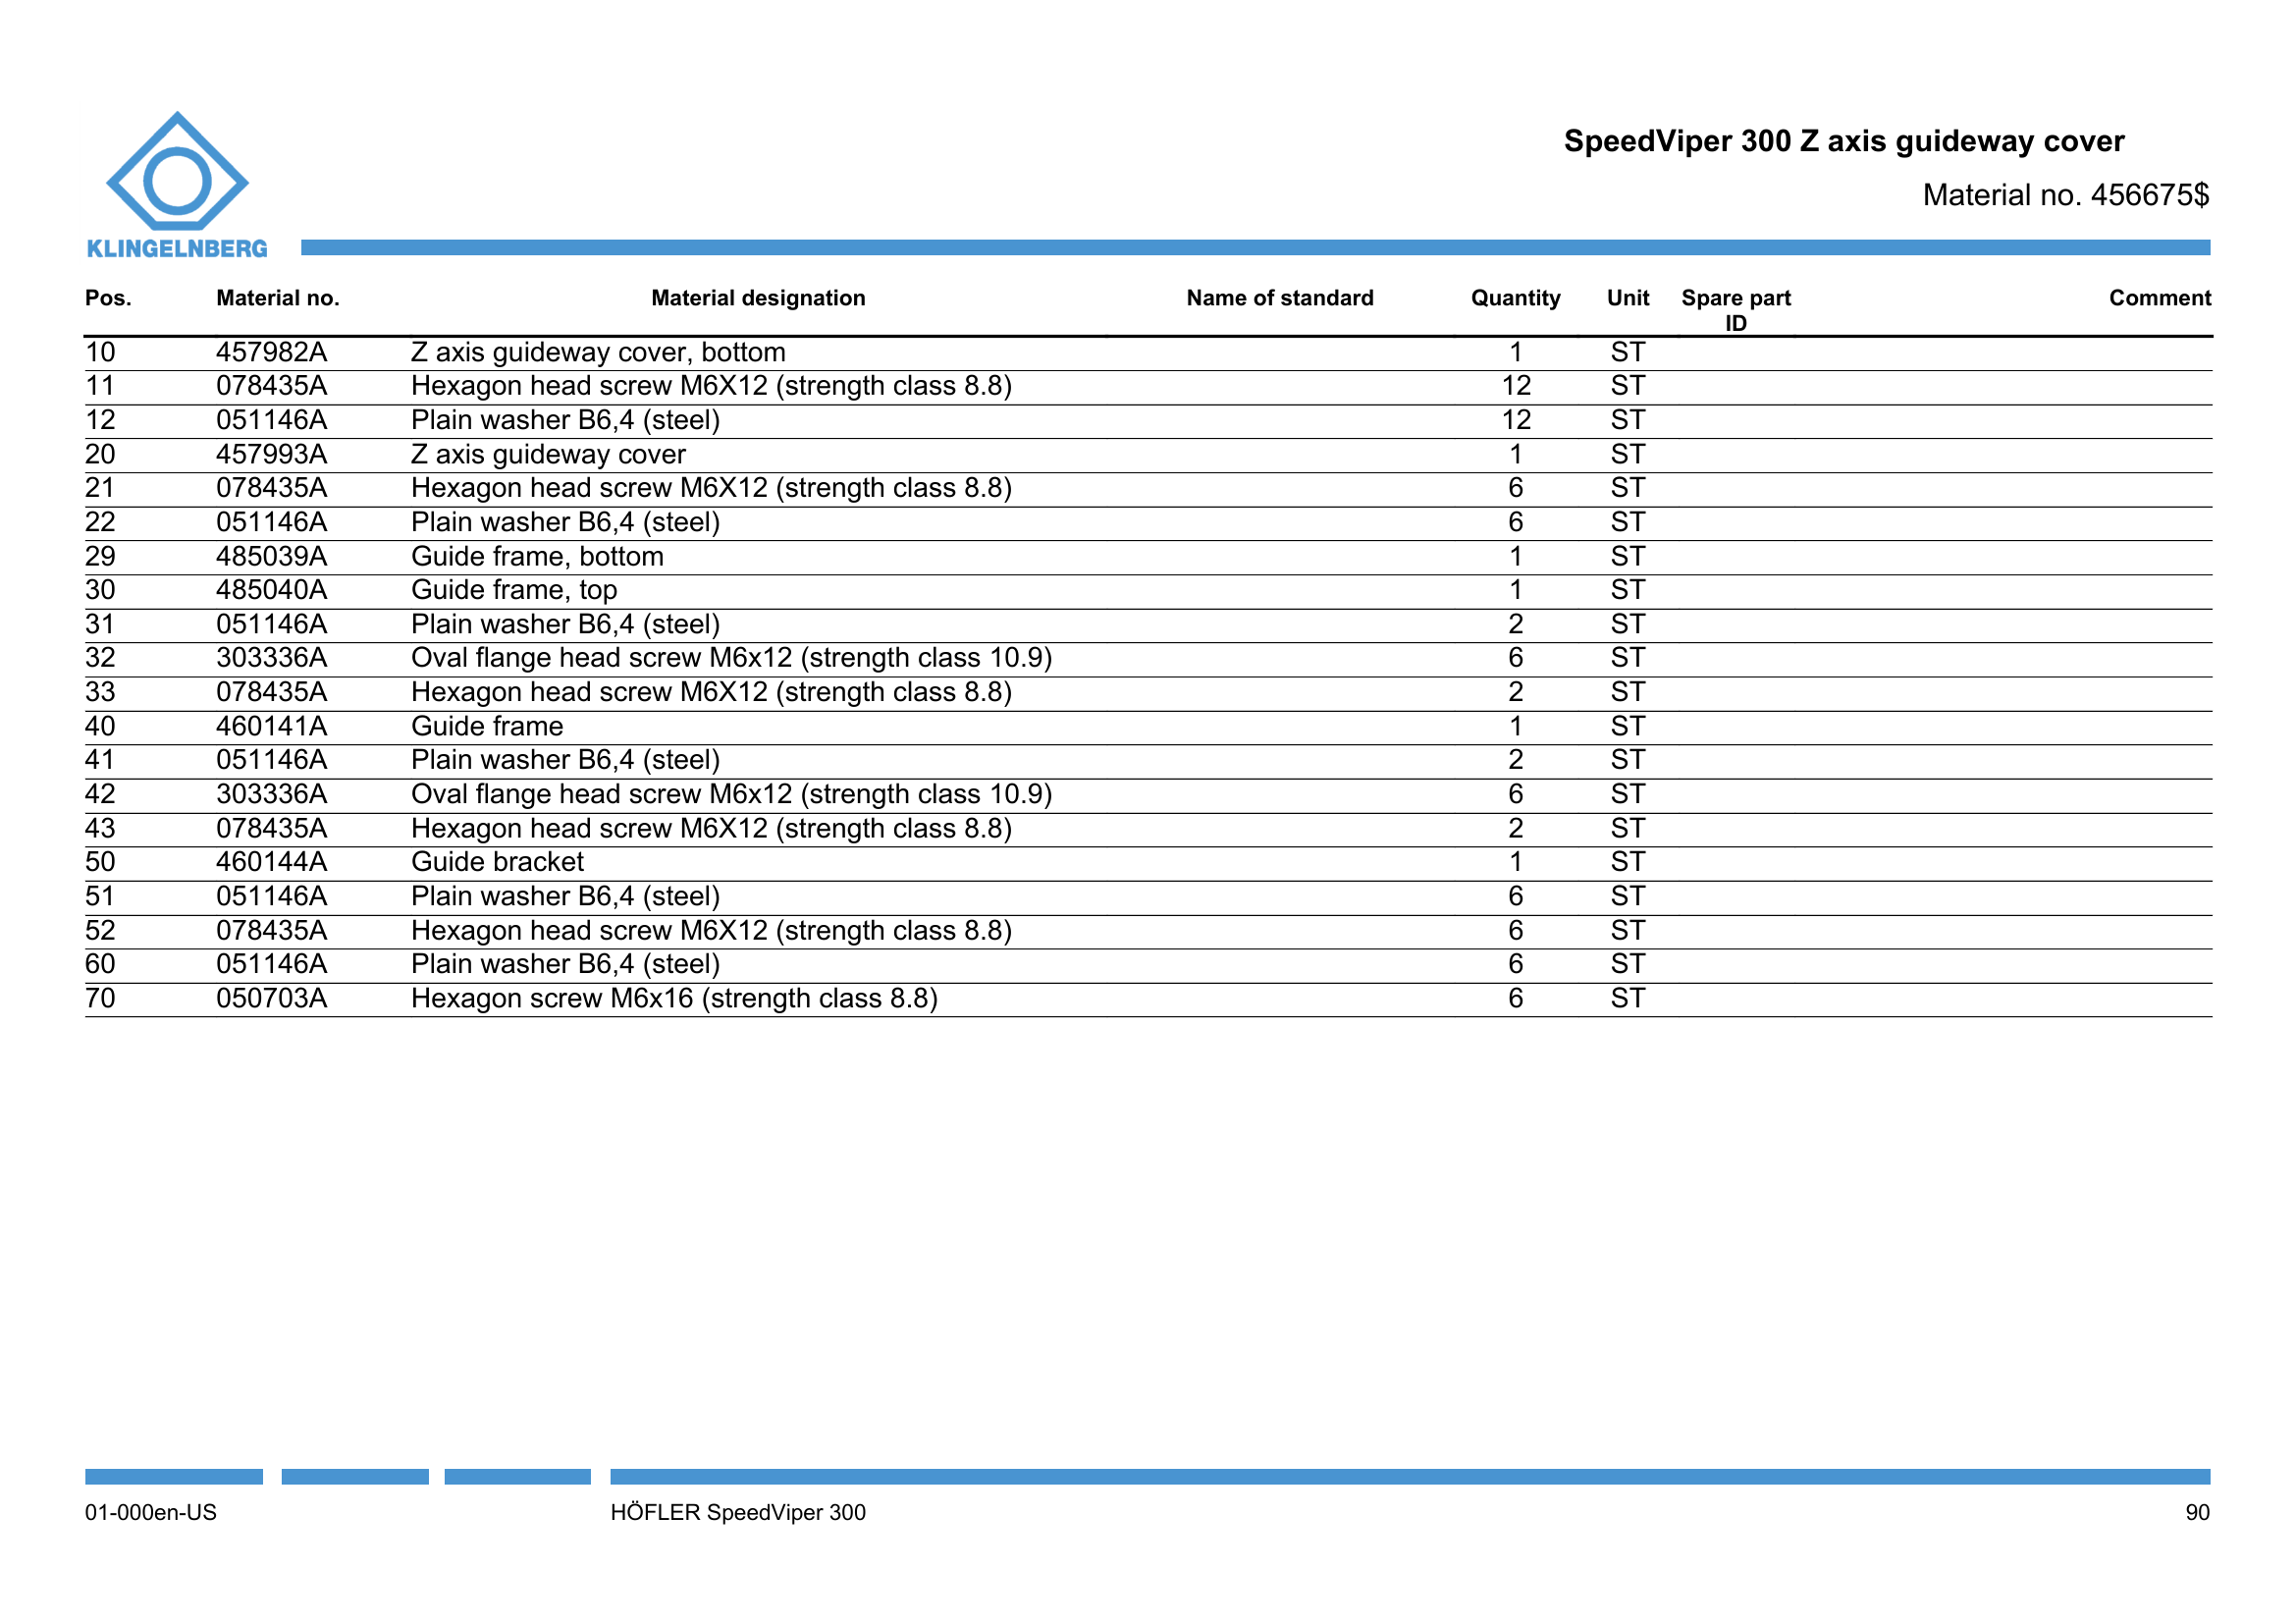 KLINGELNBERG
SpeedViper 300 Z axis guideway cover
Material no. 456675$
Pos. Material no. Material designation Name of standard Quantity Unit Spare part ID Comment
10 457982A Z axis guideway cover, bottom 1 ST
11 078435A Hexagon head screw M6X12 (strength class 8.8) 12 ST
12 051146A Plain washer B6,4 (steel) 12 ST
20 457993A Z axis guideway cover 1 ST
21 078435A Hexagon head screw M6X12 (strength class 8.8) 6 ST
22 051146A Plain washer B6,4 (steel) 6 ST
29 485039A Guide frame, bottom 1 ST
30 485040A Guide frame, top 1 ST
31 051146A Plain washer B6,4 (steel) 2 ST
32 303336A Oval flange head screw M6x12 (strength class 10.9) 6 ST
33 078435A Hexagon head screw M6X12 (strength class 8.8) 2 ST
40 460141A Guide frame 1 ST
41 051146A Plain washer B6,4 (steel) 2 ST
42 303336A Oval flange head screw M6x12 (strength class 10.9) 6 ST
43 078435A Hexagon head screw M6X12 (strength class 8.8) 2 ST
50 460144A Guide bracket 1 ST
51 051146A Plain washer B6,4 (steel) 6 ST
52 078435A Hexagon head screw M6X12 (strength class 8.8) 6 ST
60 051146A Plain washer B6,4 (steel) 6 ST
70 050703A Hexagon screw M6x16 (strength class 8.8) 6 ST
01-000en-US HÖFLER SpeedViper 300 90